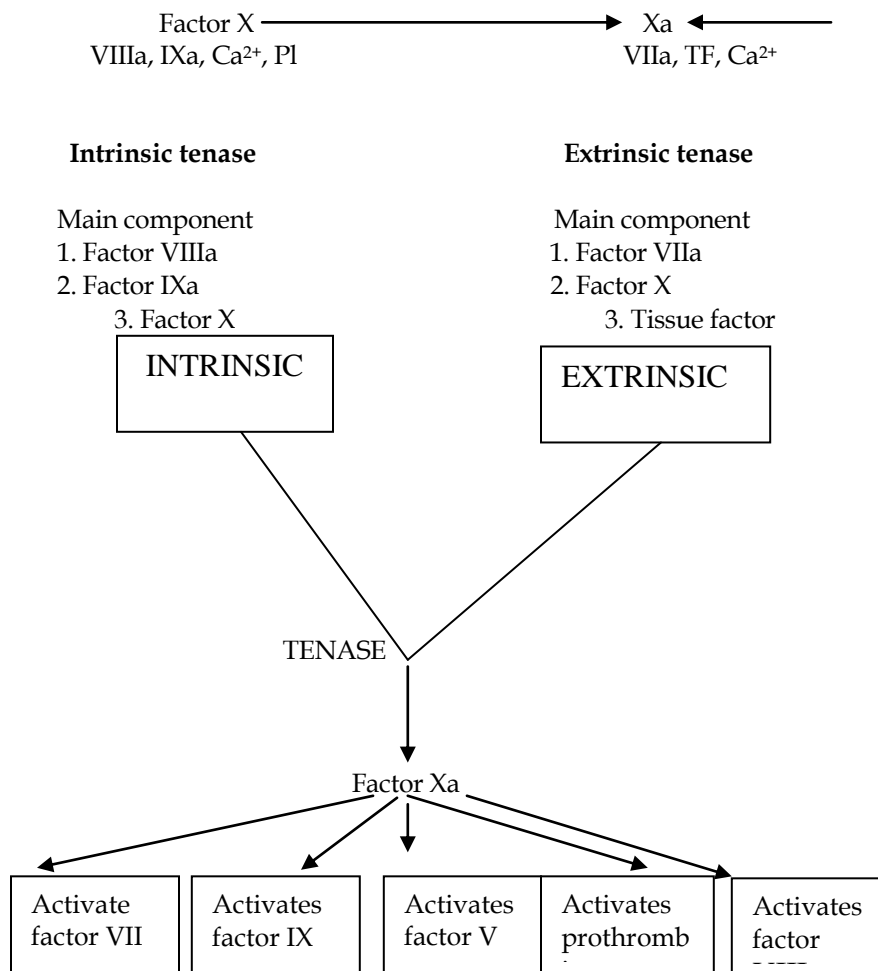 Factor X Xa
VIIIa, IXa, Ca²⁺, Pl VIIa, TF, Ca²⁺
Intrinsic tenase Extrinsic tenase
Main component Main component
1. Factor VIIIa 1. Factor VIIa
2. Factor IXa 2. Factor X
3. Factor X 3. Tissue factor
INTRINSIC EXTRINSIC
TENASE
Factor Xa
Activate
factor VII
Activates
factor IX
Activates
factor V
Activates
prothromb
Activates
factor